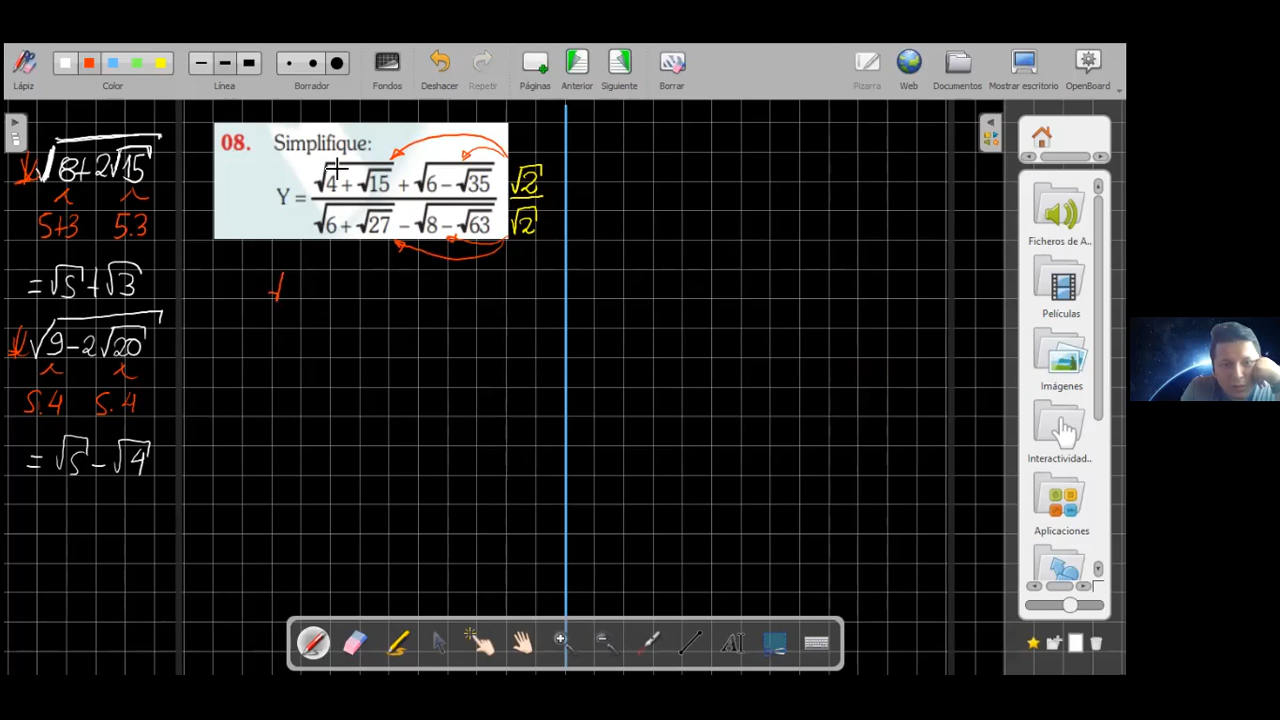 Lápiz
Color
Línea
Borrador
Fondos
Deshacer
Repetir
Páginas
Anterior
Siguiente
Borrar
Pizarra
Web
Documentos
Mostrar escritorio
OpenBoard
√8+2√15
5+3 5.3
= √5+√3
√9-2√20
5.4 5.4
= √5-√4
08. Simplifique:
Y = (√4+√15 + √6-√35) / (√6+√27 - √8-√63) √2/√2
√
Ficheros de A...
Películas
Imágenes
Interactividad..
Aplicaciones